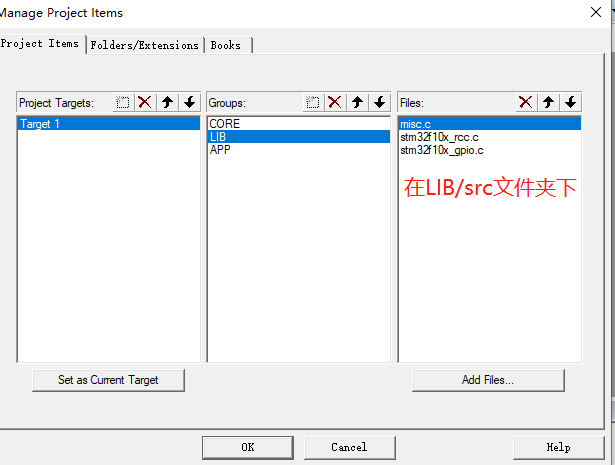 Manage Project Items
Project Items
Folders/Extensions
Books
Project Targets:
Groups:
Files:
Target 1
CORE
LIB
APP
misc.c
stm32f10x_rcc.c
stm32f10x_gpio.c
在LIB/src文件夹下
Set as Current Target
Add Files...
OK
Cancel
Help